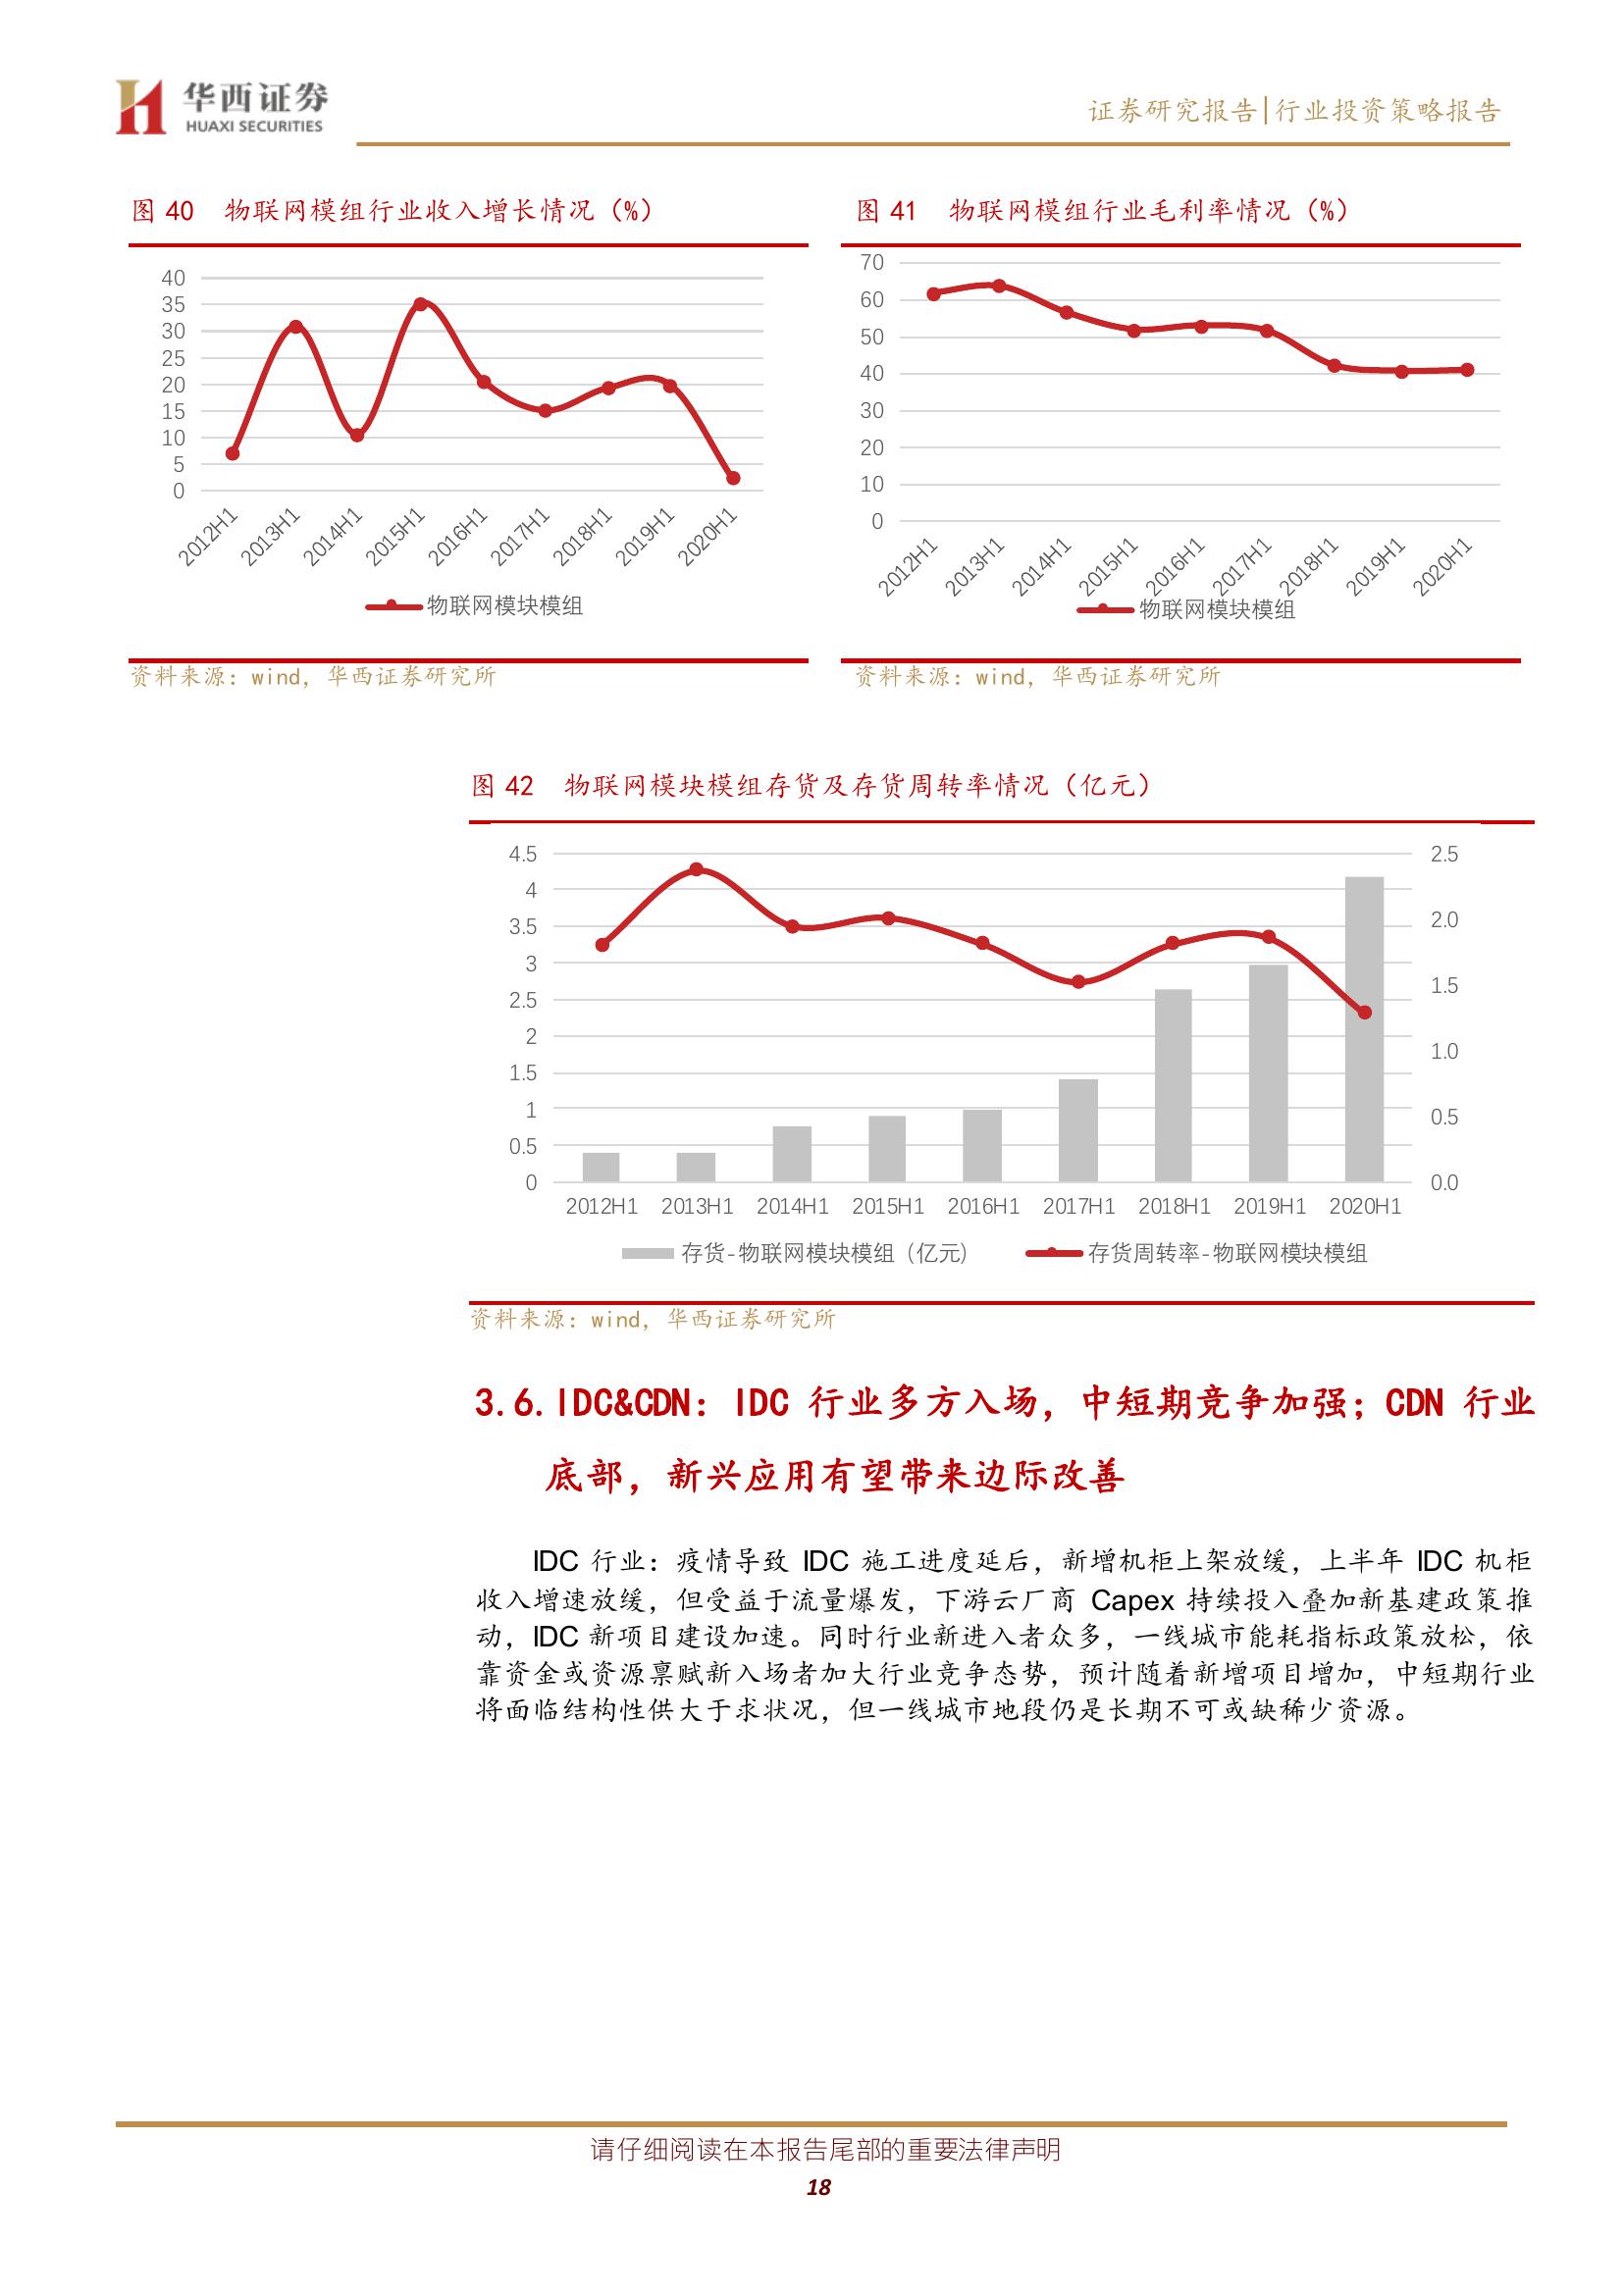 华西证券
HUAXI SECURITIES
证券研究报告|行业投资策略报告
图 40 物联网模组行业收入增长情况（%）
40
35
30
25
20
15
10
5
0
2012H1 2013H1 2014H1 2015H1 2016H1 2017H1 2018H1 2019H1 2020H1
物联网模块模组
资料来源：wind，华西证券研究所
图 41 物联网模组行业毛利率情况（%）
70
60
50
40
30
20
10
0
2012H1 2013H1 2014H1 2015H1 2016H1 2017H1 2018H1 2019H1 2020H1
物联网模块模组
资料来源：wind，华西证券研究所
图 42 物联网模块模组存货及存货周转率情况（亿元）
4.5 2.5
4
3.5 2.0
3
2.5 1.5
2
1.5 1.0
1
0.5 0.5
0 0.0
2012H1 2013H1 2014H1 2015H1 2016H1 2017H1 2018H1 2019H1 2020H1
存货-物联网模块模组（亿元） 存货周转率-物联网模块模组
资料来源：wind，华西证券研究所
3.6.IDC&CDN：IDC 行业多方入场，中短期竞争加强；CDN 行业
底部，新兴应用有望带来边际改善
IDC 行业：疫情导致 IDC 施工进度延后，新增机柜上架放缓，上半年 IDC 机柜
收入增速放缓，但受益于流量爆发，下游云厂商 Capex 持续投入叠加新基建政策推
动，IDC 新项目建设加速。同时行业新进入者众多，一线城市能耗指标政策放松，依
靠资金或资源禀赋新入场者加大行业竞争态势，预计随着新增项目增加，中短期行业
将面临结构性供大于求状况，但一线城市地段仍是长期不可或缺稀少资源。
请仔细阅读在本报告尾部的重要法律声明
18